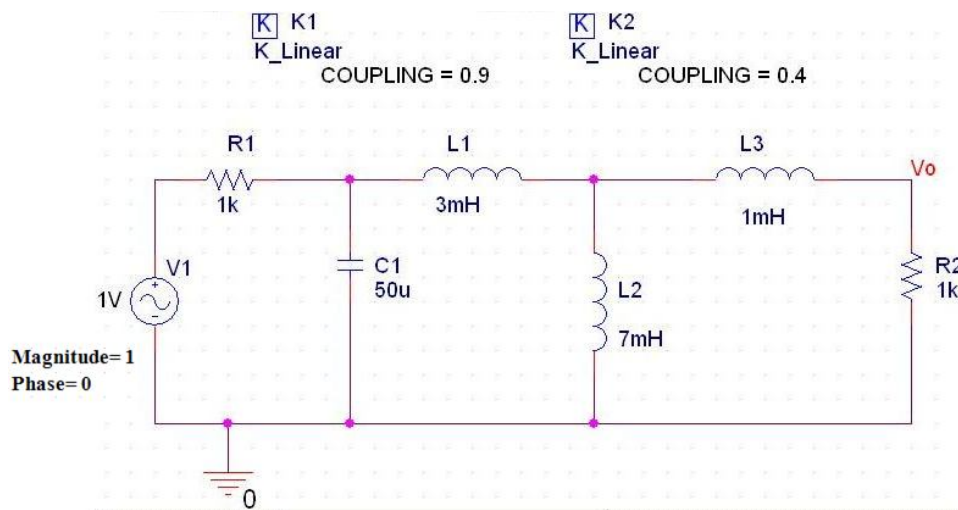 K K1
K_Linear
COUPLING = 0.9
K K2
K_Linear
COUPLING = 0.4
R1
1k
L1
3mH
L3
1mH
Vo
V1
1V
C1
50u
L2
7mH
R2
1k
Magnitude= 1
Phase= 0
0